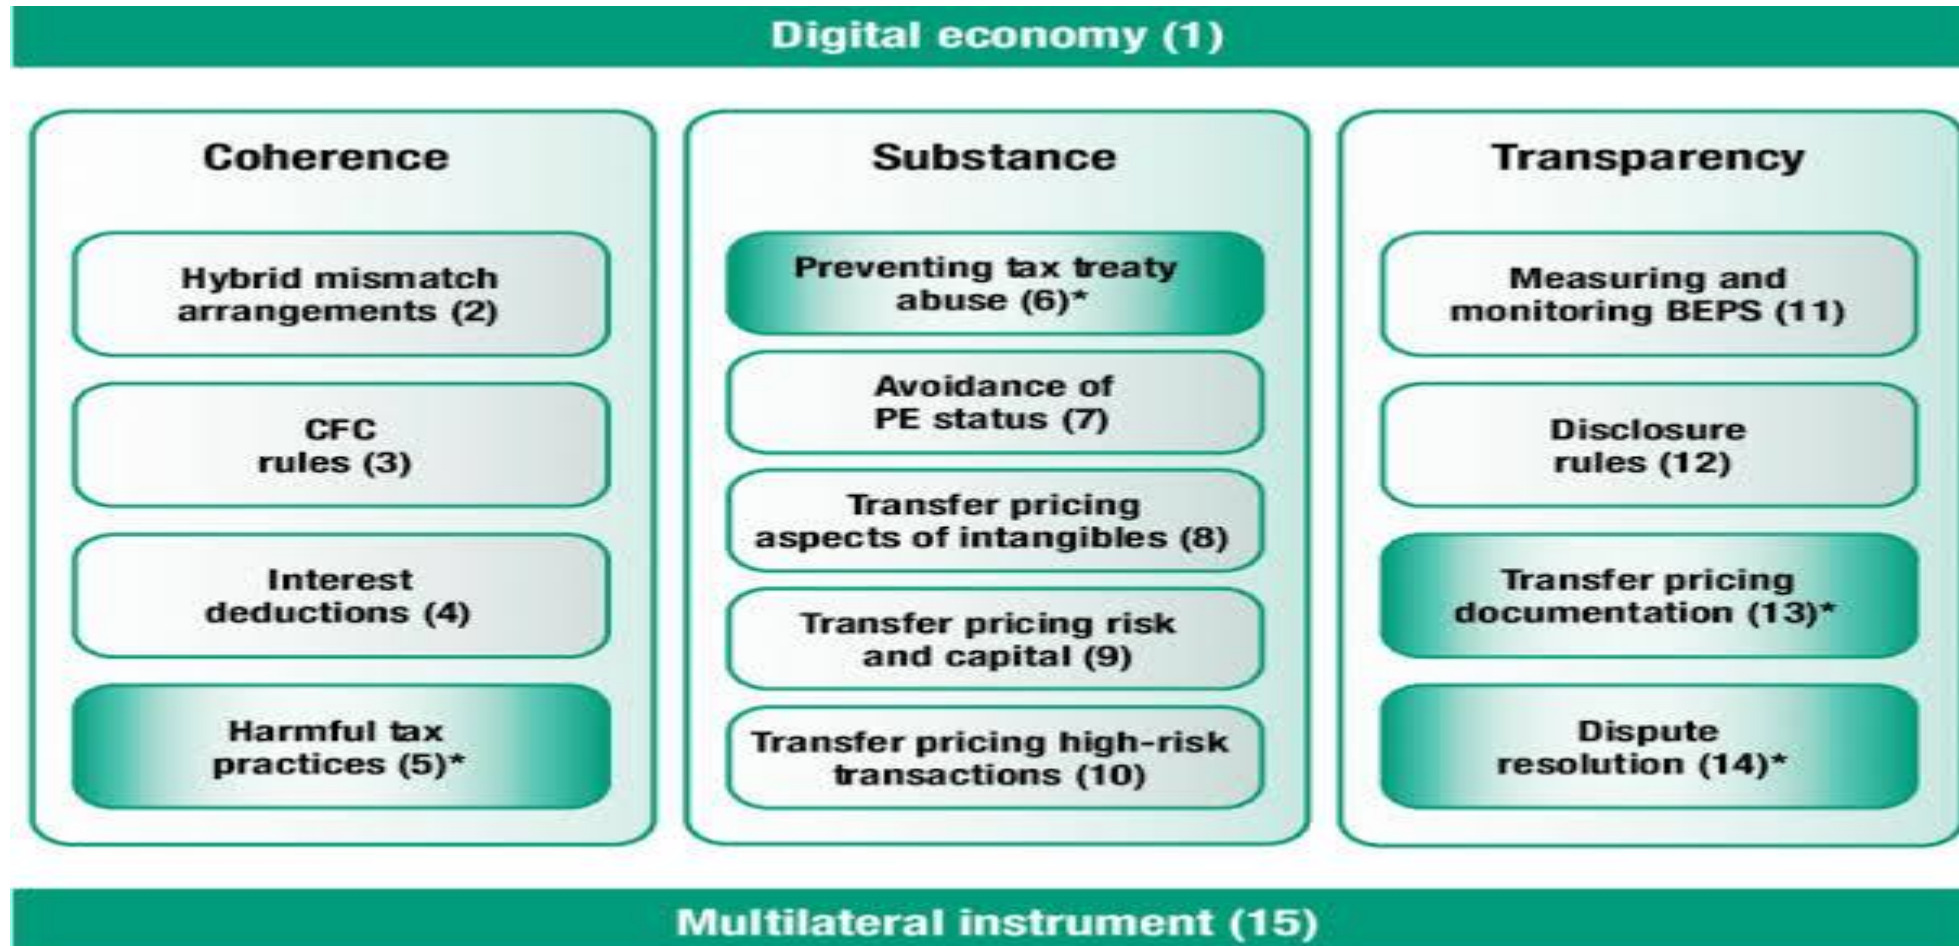 Digital economy (1)
Coherence
Hybrid mismatch
arrangements (2)
CFC
rules (3)
Interest
deductions (4)
Harmful tax
practices (5)*
Substance
Preventing tax treaty
abuse (6)*
Avoidance of
PE status (7)
Transfer pricing
aspects of intangibles (8)
Transfer pricing risk
and capital (9)
Transfer pricing high-risk
transactions (10)
Transparency
Measuring and
monitoring BEPS (11)
Disclosure
rules (12)
Transfer pricing
documentation (13)*
Dispute
resolution (14)*
Multilateral instrument (15)